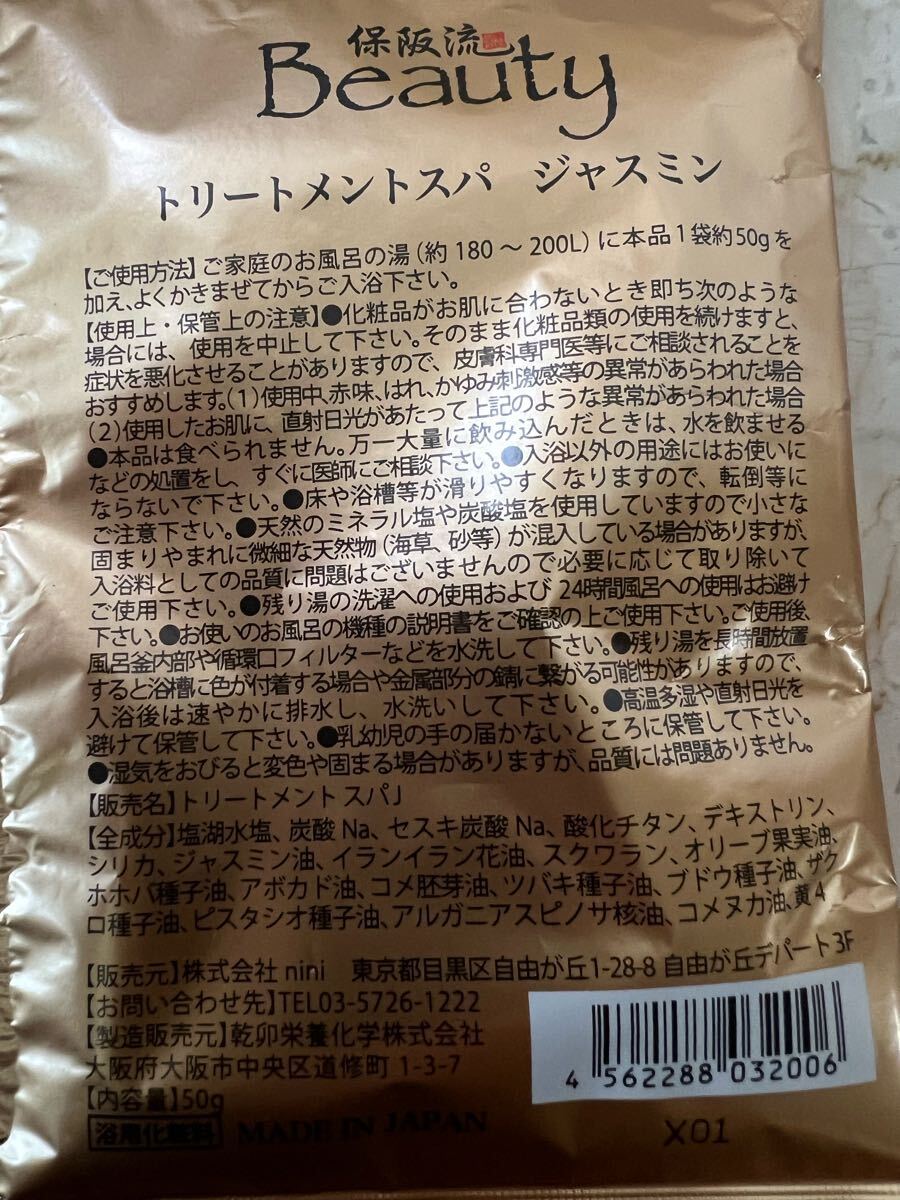 保阪流
Beauty
トリートメントスパ ジャスミン
【ご使用方法】ご家庭のお風呂の湯（約180～200L）に本品1袋約50gを
加え、よくかきまぜてからご入浴下さい。
【使用上・保管上の注意】●化粧品がお肌に合わないとき即ち次のような
場合には、使用を中止して下さい。そのまま化粧品類の使用を続けますと、
症状を悪化させることがありますので、皮膚科専門医等にご相談されることを
おすすめします。（1）使用中、赤味、はれ、かゆみ刺激感等の異常があらわれた場合
（2）使用したお肌に、直射日光があたって上記のような異常があらわれた場合
●本品は食べられません。万一大量に飲み込んだときは、水を飲ませる
などの処置をし、すぐに医師にご相談下さい。●入浴以外の用途にはお使いに
ならないで下さい。●床や浴槽等が滑りやすくなりますので、転倒等に
ご注意下さい。●天然のミネラル塩や炭酸塩を使用していますので小さな
固まりやまれに微細な天然物（海草、砂等）が混入している場合がありますが、
入浴料としての品質に問題はございませんので必要に応じて取り除いて
ご使用下さい。●残り湯の洗濯への使用および24時間風呂への使用はお避け
下さい。●お使いのお風呂の機種の説明書をご確認の上ご使用下さい。ご使用後、
風呂釜内部や循環口フィルターなどを水洗して下さい。●残り湯を長時間放置
すると浴槽に色が付着する場合や金属部分の錆に繋がる可能性がありますので、
入浴後は速やかに排水し、水洗いして下さい。●高温多湿や直射日光を
避けて保管して下さい。●乳幼児の手の届かないところに保管して下さい。
●湿気をおびると変色や固まる場合がありますが、品質には問題ありません。
【販売名】トリートメント スパJ
【全成分】塩湖水塩、炭酸Na、セスキ炭酸Na、酸化チタン、デキストリン、
シリカ、ジャスミン油、イランイラン花油、スクワラン、オリーブ果実油、
ホホバ種子油、アボカド油、コメ胚芽油、ツバキ種子油、ブドウ種子油、ザク
ロ種子油、ピスタシオ種子油、アルガニアスピノサ核油、コメヌカ油、黄4
【販売元】株式会社 nini 東京都目黒区自由が丘1-28-8 自由が丘デパート3F
【お問い合わせ先】TEL03-5726-1222
【製造販売元】乾卯栄養化学株式会社
大阪府大阪市中央区道修町 1-3-7
【内容量】50g
浴用化粧料 MADE IN JAPAN
4 562288 032006
X01